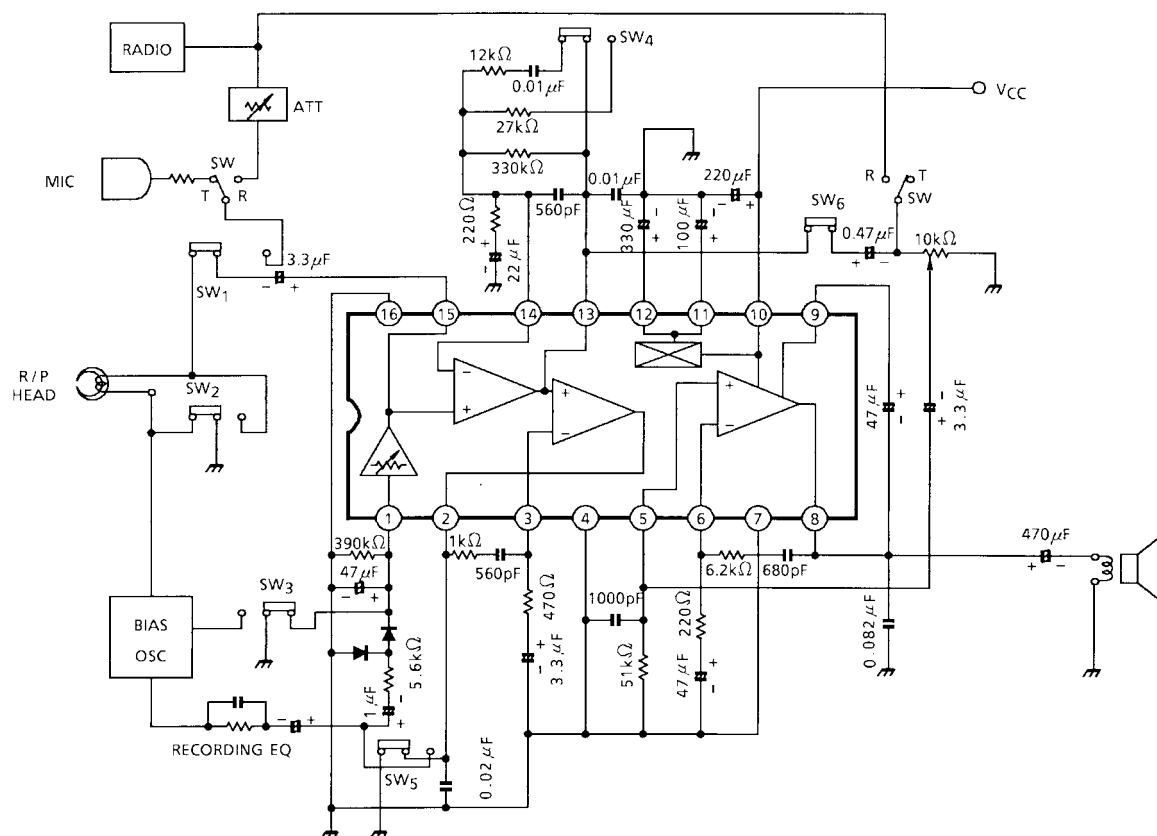 RADIO
ATT
MIC
SW
T
R
3.3μF
SW1
R/P
HEAD
SW2
12kΩ
0.01μF
SW4
27kΩ
330kΩ
560pF
220Ω
22μF
0.01μF
330μF
100μF
220μF
VCC
R
T
SW
SW6
0.47μF
10kΩ
16
15
14
13
12
11
10
9
47μF
3.3μF
1
2
3
4
5
6
7
8
390kΩ
47μF
SW3
BIAS
OSC
5.6kΩ
1μF
RECORDING EQ
SW5
0.02μF
1kΩ
560pF
470Ω
3.3μF
1000pF
51kΩ
6.2kΩ
680pF
220Ω
47μF
0.082μF
470μF